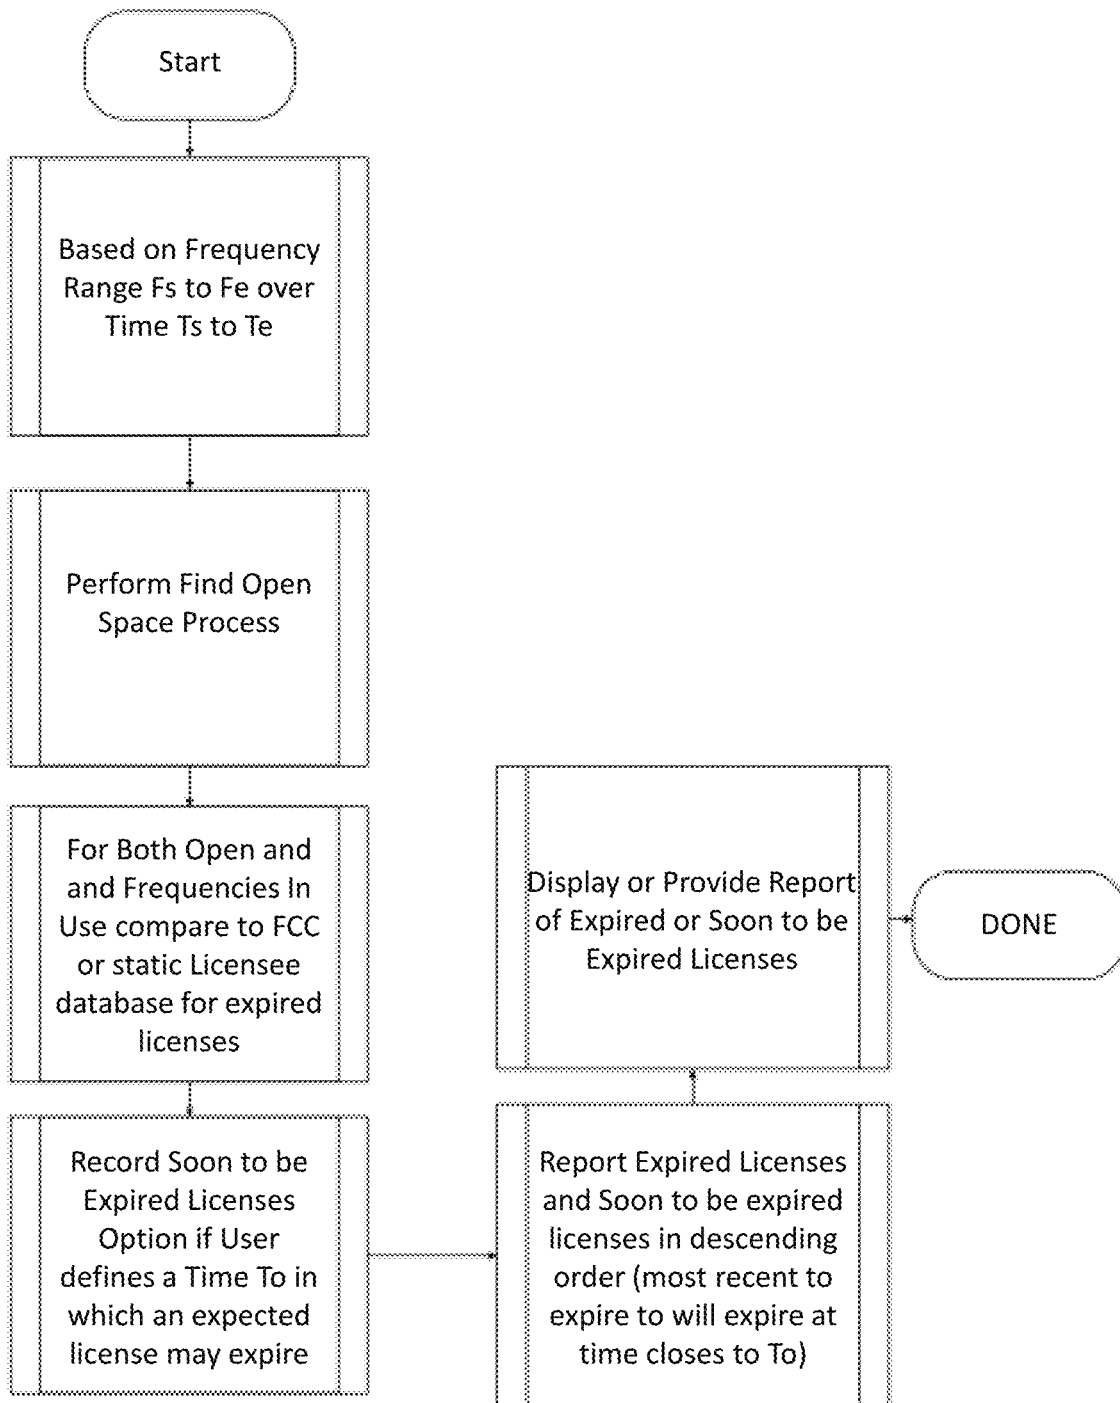 Start
Based on Frequency
Range Fs to Fe over
Time Ts to Te
Perform Find Open
Space Process
For Both Open and
and Frequencies In
Use compare to FCC
or static Licensee
database for expired
licenses
Record Soon to be
Expired Licenses
Option if User
defines a Time To in
which an expected
license may expire
Report Expired Licenses
and Soon to be expired
licenses in descending
order (most recent to
expire to will expire at
time closes to To)
Display or Provide Report
of Expired or Soon to be
Expired Licenses
DONE